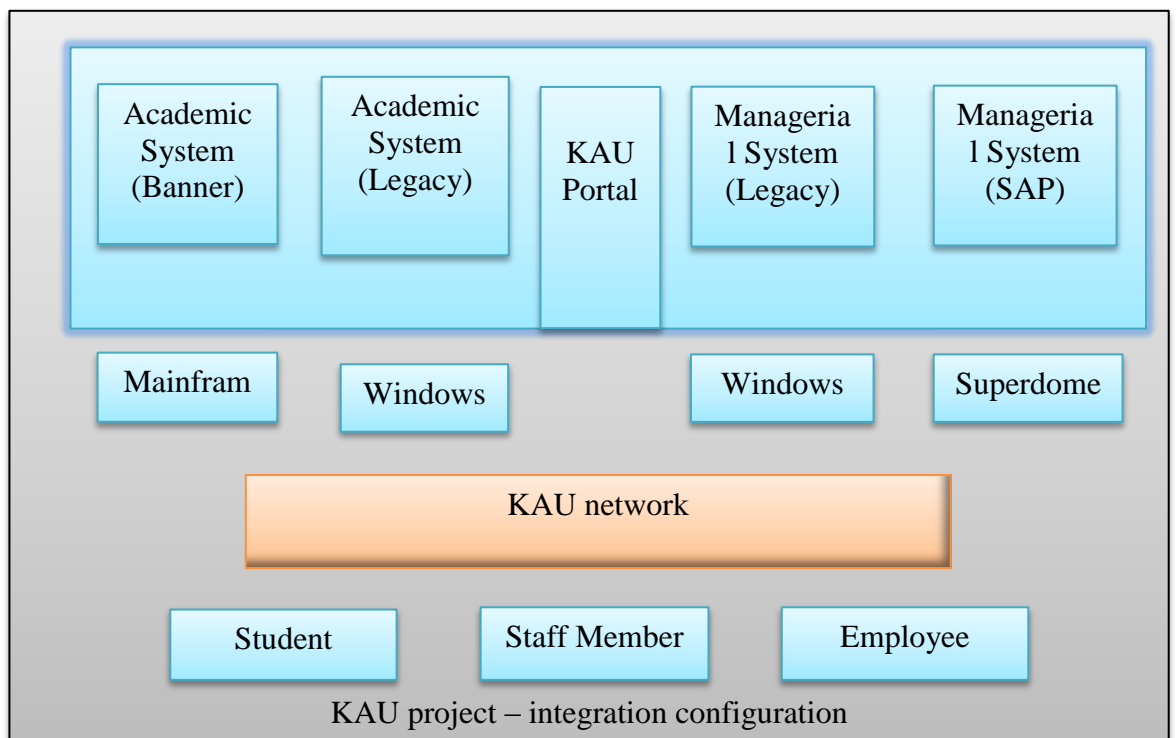 Academic
System
(Banner)
Academic
System
(Legacy)
KAU
Portal
Manageria
l System
(Legacy)
Manageria
l System
(SAP)
Mainfram
Windows
Windows
Superdome
KAU network
Student
Staff Member
Employee
KAU project – integration configuration